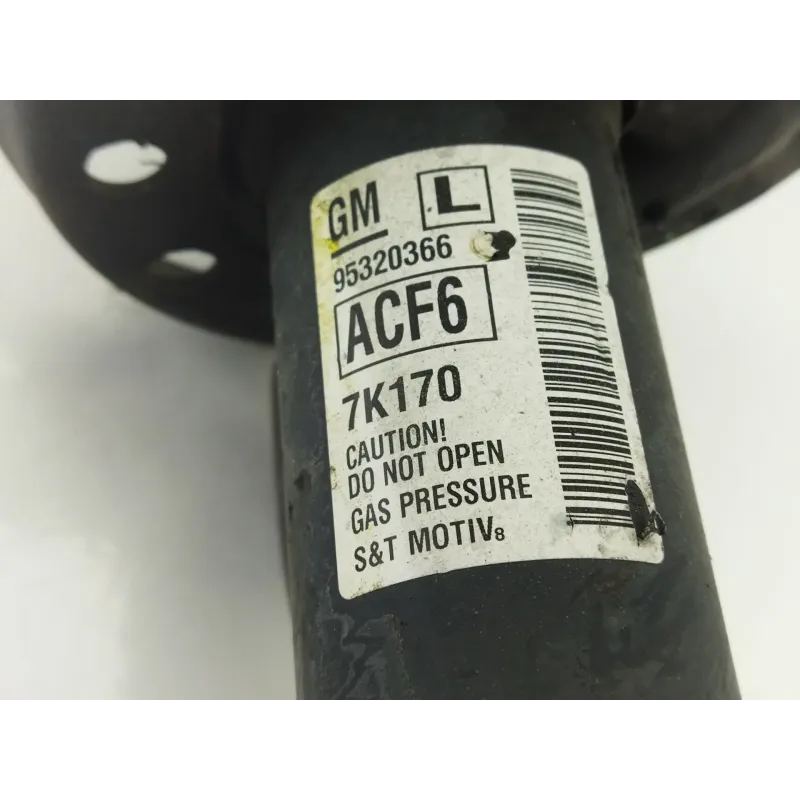 GM L
95320366
ACF6
7K170
CAUTION!
DO NOT OPEN
GAS PRESSURE
S&T MOTIV8